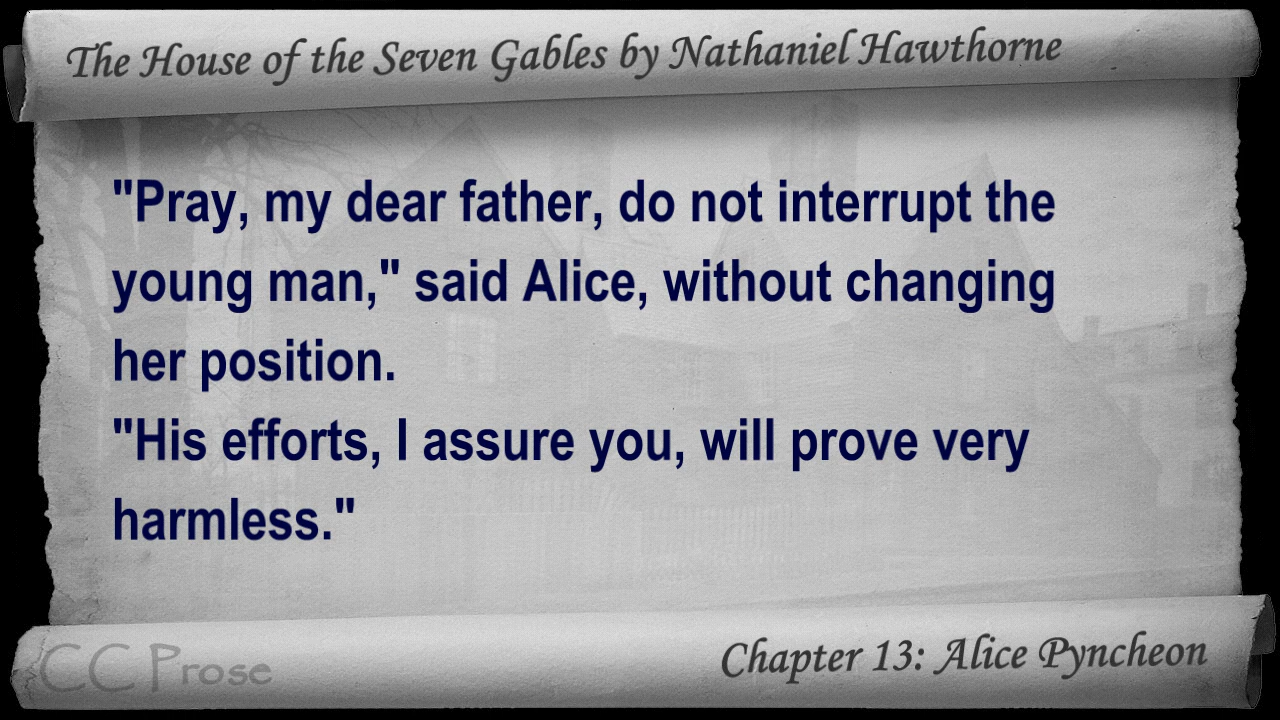 The House of the Seven Gables by Nathaniel Hawthorne
"Pray, my dear father, do not interrupt the
young man," said Alice, without changing
her position.
"His efforts, I assure you, will prove very
harmless."
CC Prose
Chapter 13: Alice Pyncheon